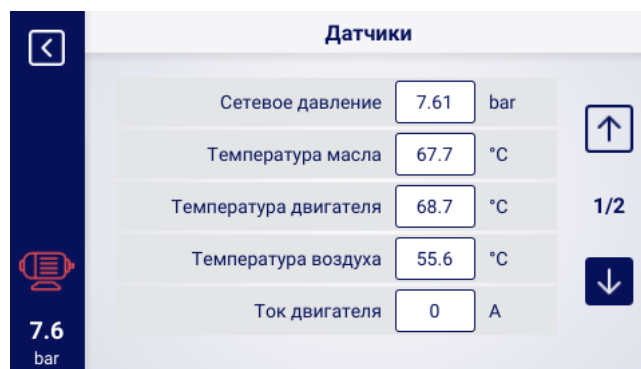 Датчики
Сетевое давление 7.61 bar
Температура масла 67.7 °C
Температура двигателя 68.7 °C
1/2
Температура воздуха 55.6 °C
Ток двигателя 0 A
7.6
bar